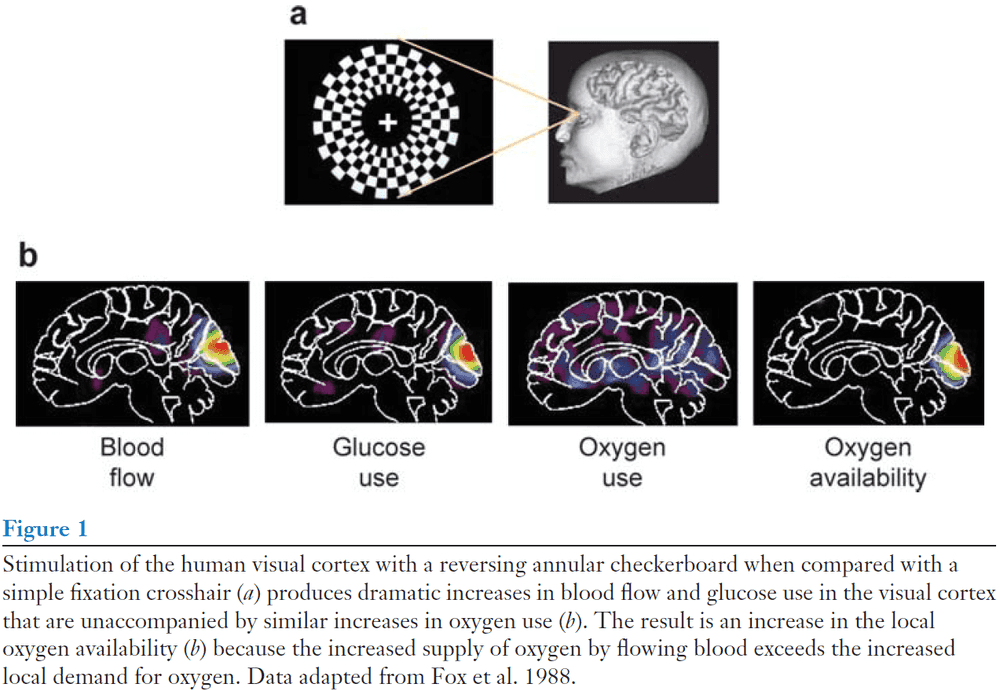 a
b
Blood
flow
Glucose
use
Oxygen
use
Oxygen
availability
Figure 1
Stimulation of the human visual cortex with a reversing annular checkerboard when compared with a
simple fixation crosshair (a) produces dramatic increases in blood flow and glucose use in the visual cortex
that are unaccompanied by similar increases in oxygen use (b). The result is an increase in the local
oxygen availability (b) because the increased supply of oxygen by flowing blood exceeds the increased
local demand for oxygen. Data adapted from Fox et al. 1988.